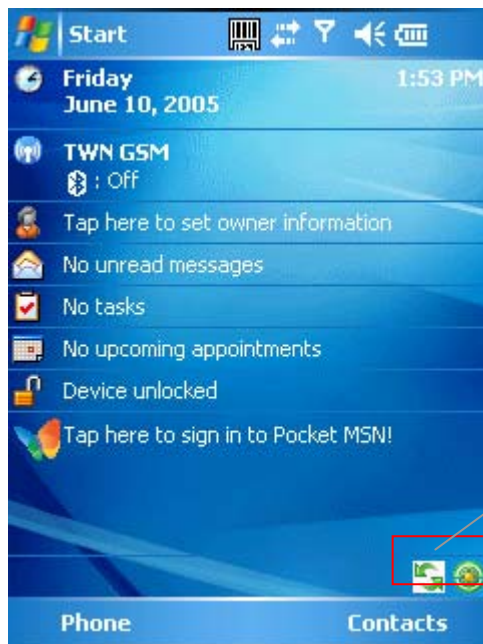 Start
Friday 1:53 PM
June 10, 2005
TWN GSM
: Off
Tap here to set owner information
No unread messages
No tasks
No upcoming appointments
Device unlocked
Tap here to sign in to Pocket MSN!
Phone Contacts